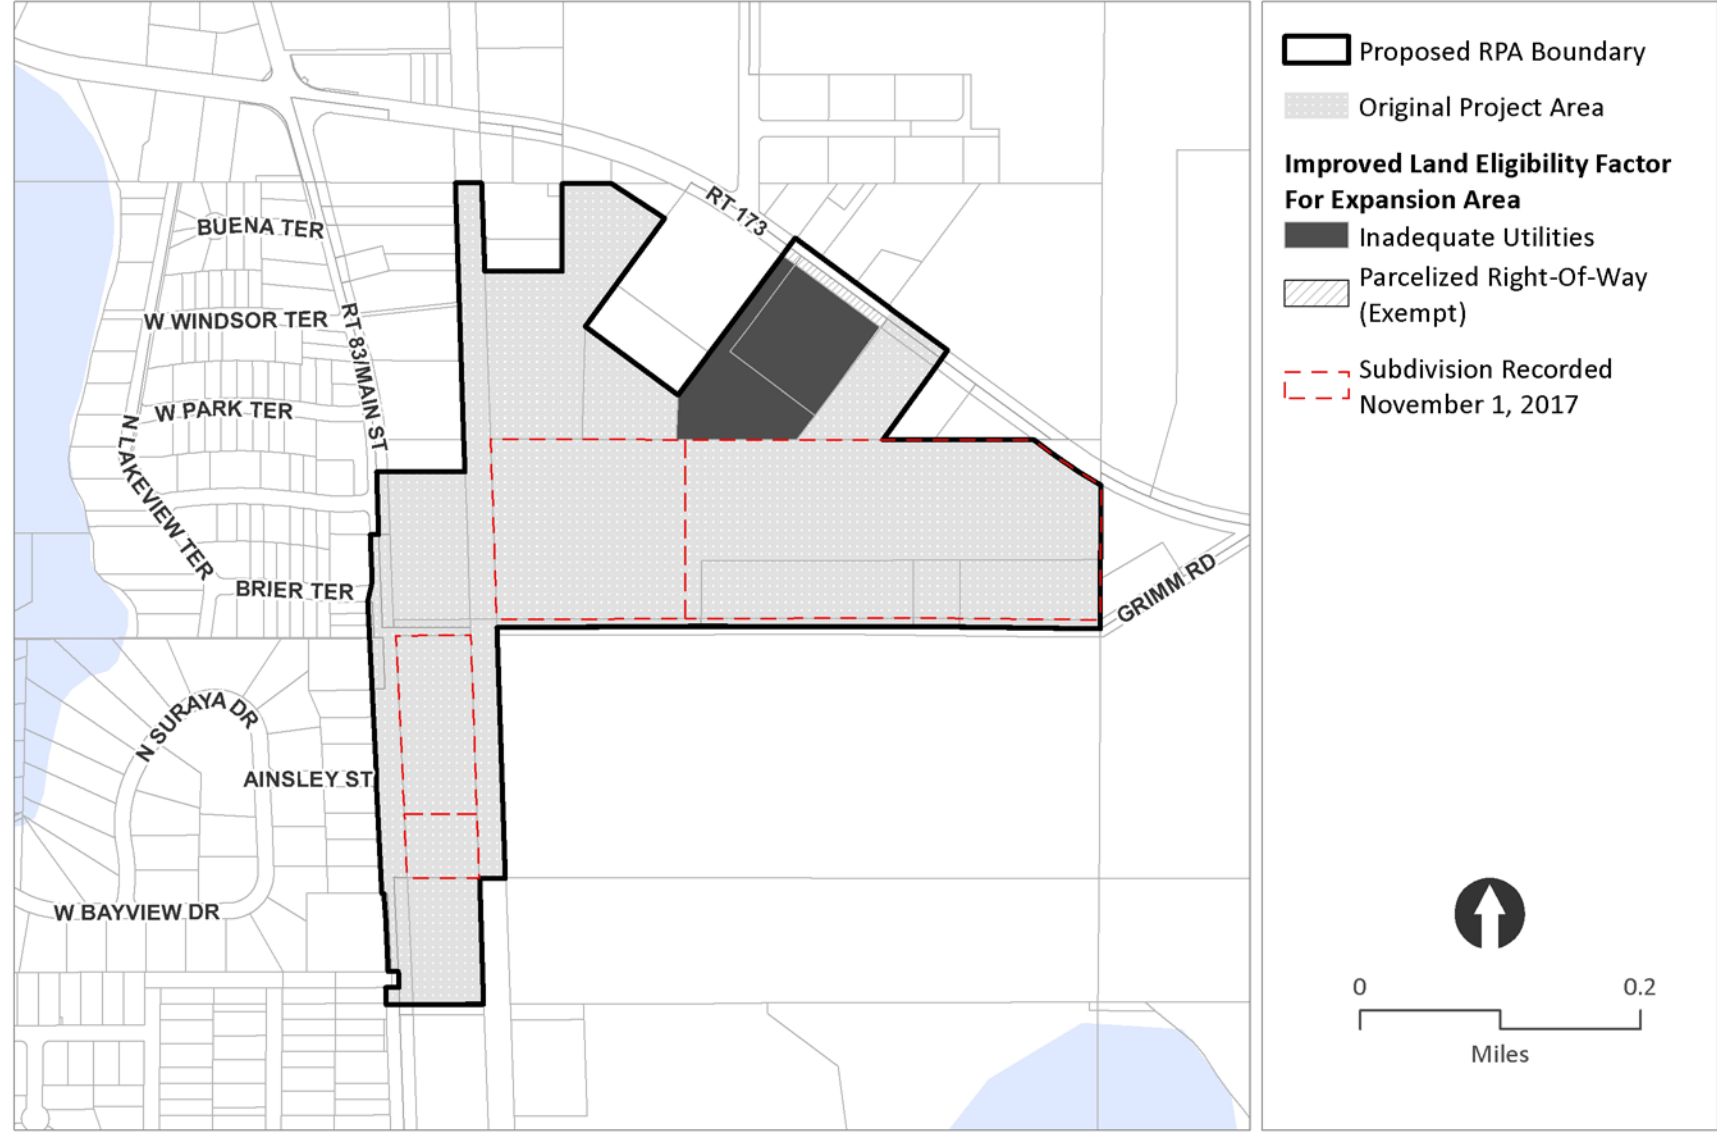 RT 173
BUENA TER
W WINDSOR TER
RT 83/MAIN ST
W PARK TER
N LAKEVIEW TER
BRIER TER
GRIMM RD
N SURAYA DR
AINSLEY ST
W BAYVIEW DR
Proposed RPA Boundary
Original Project Area
Improved Land Eligibility Factor
For Expansion Area
Inadequate Utilities
Parcelized Right-Of-Way
(Exempt)
Subdivision Recorded
November 1, 2017
0 0.2
Miles